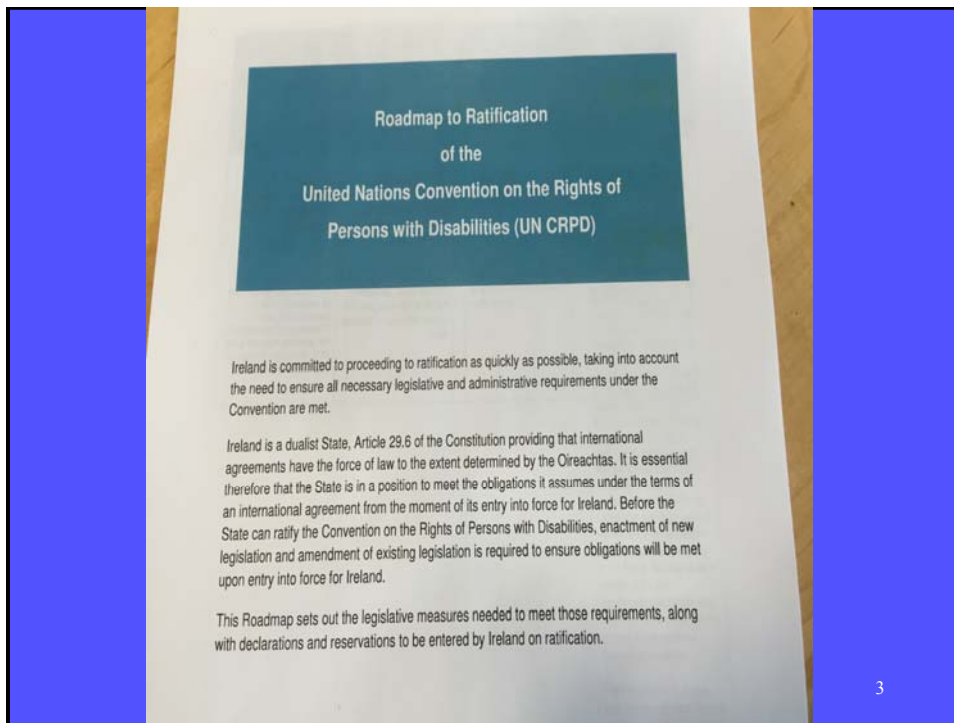 Roadmap to Ratification
of the
United Nations Convention on the Rights of
Persons with Disabilities (UN CRPD)
Ireland is committed to proceeding to ratification as quickly as possible, taking into account
the need to ensure all necessary legislative and administrative requirements under the
Convention are met.
Ireland is a dualist State, Article 29.6 of the Constitution providing that international
agreements have the force of law to the extent determined by the Oireachtas. It is essential
therefore that the State is in a position to meet the obligations it assumes under the terms of
an international agreement from the moment of its entry into force for Ireland. Before the
State can ratify the Convention on the Rights of Persons with Disabilities, enactment of new
legislation and amendment of existing legislation is required to ensure obligations will be met
upon entry into force for Ireland.
This Roadmap sets out the legislative measures needed to meet those requirements, along
with declarations and reservations to be entered by Ireland on ratification.
3